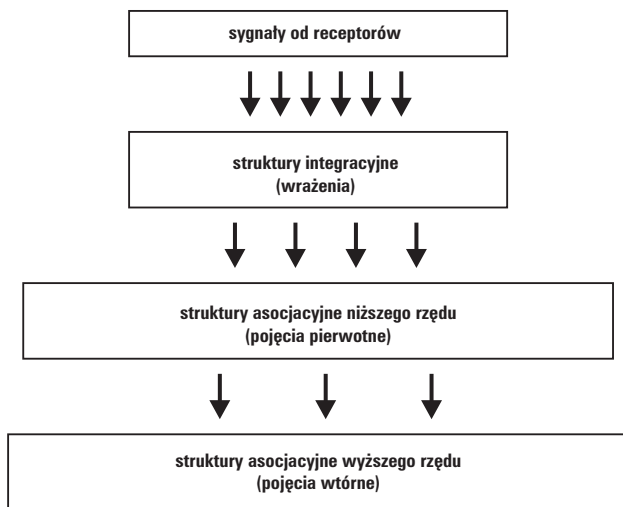 sygnały od receptorów
struktury integracyjne
(wrażenia)
struktury asocjacyjne niższego rzędu
(pojęcia pierwotne)
struktury asocjacyjne wyższego rzędu
(pojęcia wtórne)